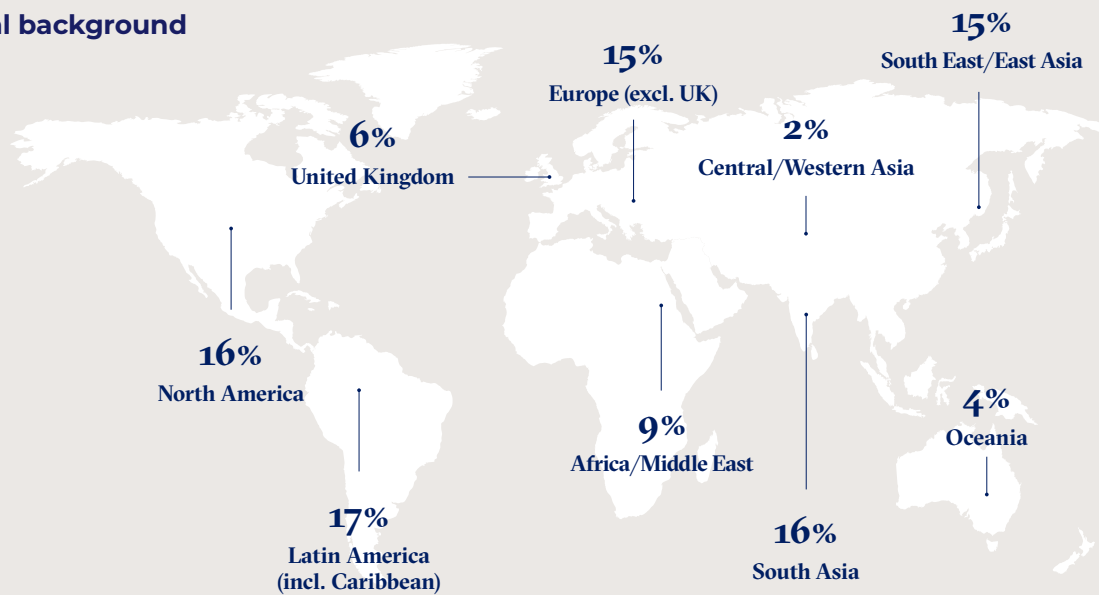 background
15%
South East/East Asia
15%
Europe (excl. UK)
2%
Central/Western Asia
6%
United Kingdom
16%
North America
9%
Africa/Middle East
4%
Oceania
17%
Latin America
(incl. Caribbean)
16%
South Asia